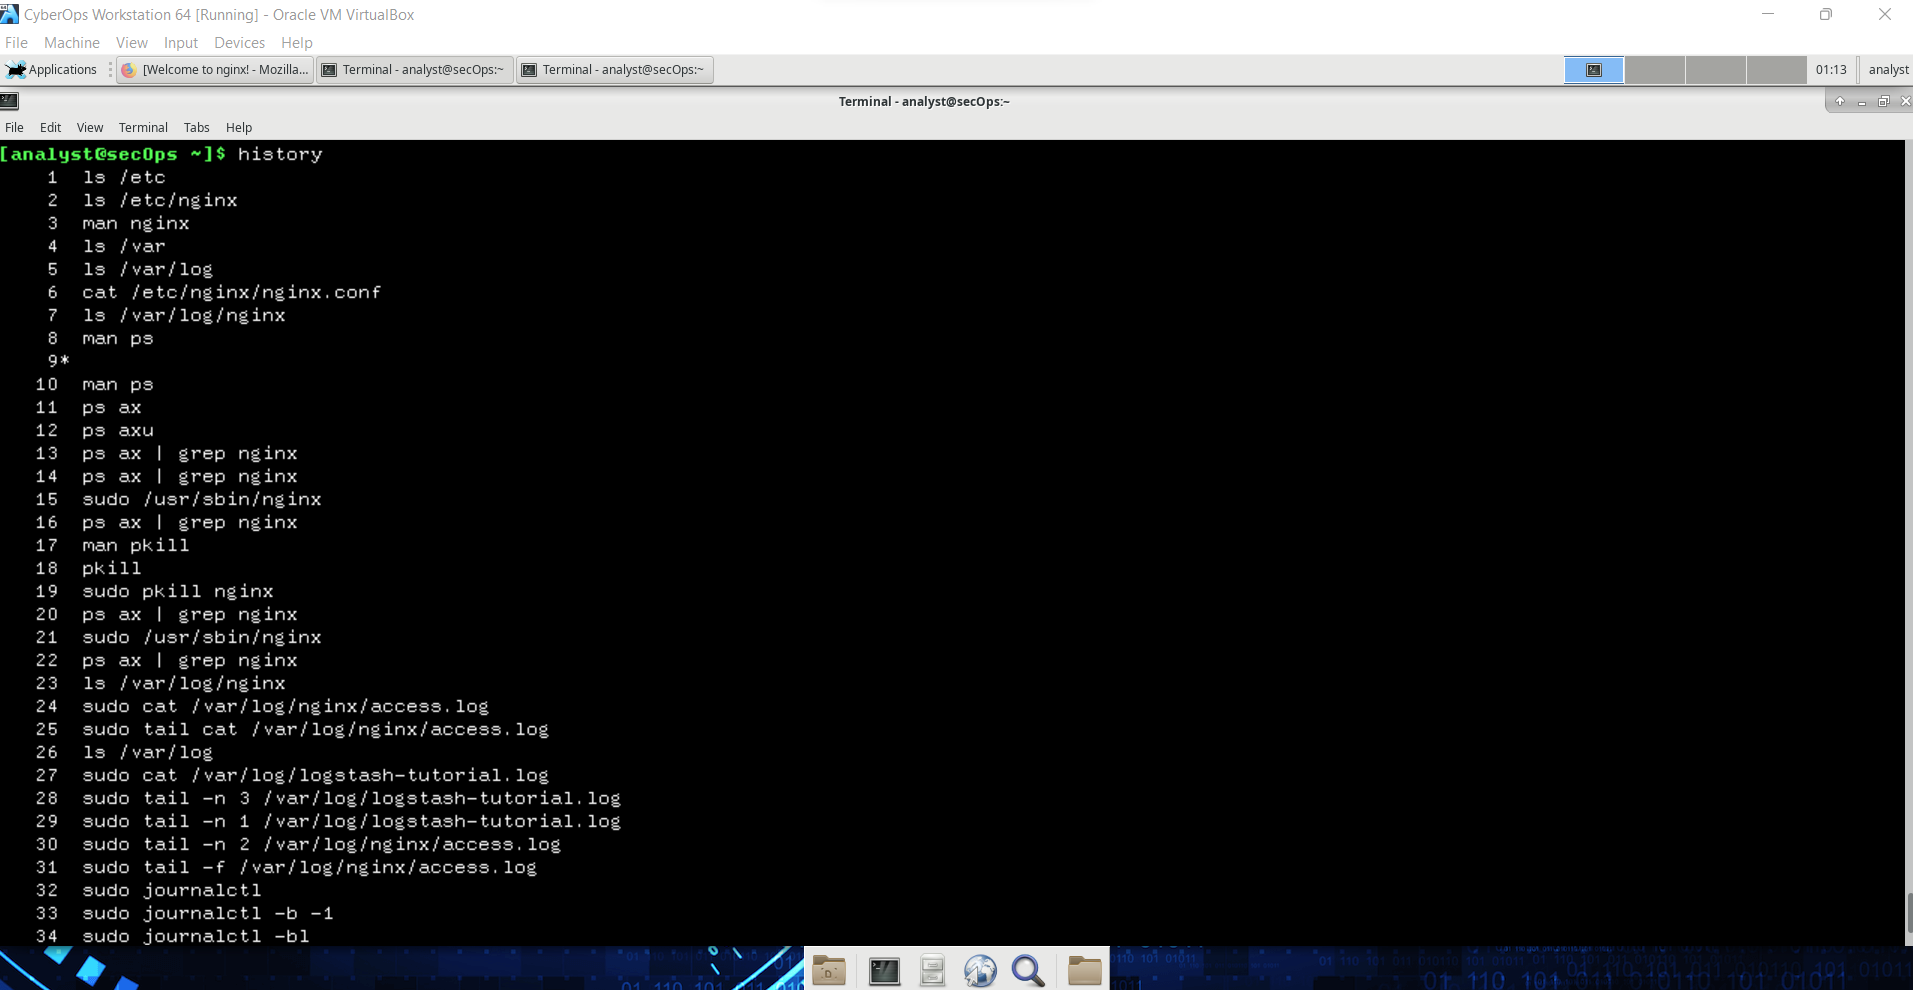 CyberOps Workstation 64 [Running] - Oracle VM VirtualBox
File Machine View Input Devices Help
Applications [Welcome to nginx! - Mozilla... Terminal - analyst@secOps:~ Terminal - analyst@secOps:~ 01:13 analyst
Terminal - analyst@secOps:~
File Edit View Terminal Tabs Help
[analyst@secOps ~]$ history
1 ls /etc
2 ls /etc/nginx
3 man nginx
4 ls /var
5 ls /var/log
6 cat /etc/nginx/nginx.conf
7 ls /var/log/nginx
8 man ps
9*
10 man ps
11 ps ax
12 ps axu
13 ps ax | grep nginx
14 ps ax | grep nginx
15 sudo /usr/sbin/nginx
16 ps ax | grep nginx
17 man pkill
18 pkill
19 sudo pkill nginx
20 ps ax | grep nginx
21 sudo /usr/sbin/nginx
22 ps ax | grep nginx
23 ls /var/log/nginx
24 sudo cat /var/log/nginx/access.log
25 sudo tail cat /var/log/nginx/access.log
26 ls /var/log
27 sudo cat /var/log/logstash-tutorial.log
28 sudo tail -n 3 /var/log/logstash-tutorial.log
29 sudo tail -n 1 /var/log/logstash-tutorial.log
30 sudo tail -n 2 /var/log/nginx/access.log
31 sudo tail -f /var/log/nginx/access.log
32 sudo journalctl
33 sudo journalctl -b -1
34 sudo journalctl -bl